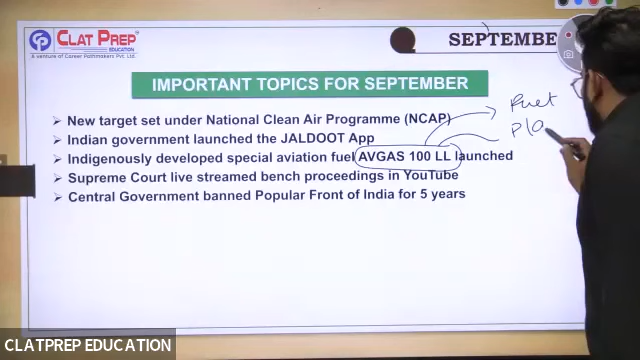 CP CLAT PREP
EDUCATION
A venture of Career Pathmakers Pvt. Ltd.
SEPTEMBE
IMPORTANT TOPICS FOR SEPTEMBER
➤ New target set under National Clean Air Programme (NCAP)
➤ Indian government launched the JALDOOT App
➤ Indigenously developed special aviation fuel AVGAS 100 LL launched
➤ Supreme Court live streamed bench proceedings in YouTube
➤ Central Government banned Popular Front of India for 5 years
Fuel
Pla
CLATPREP EDUCATION